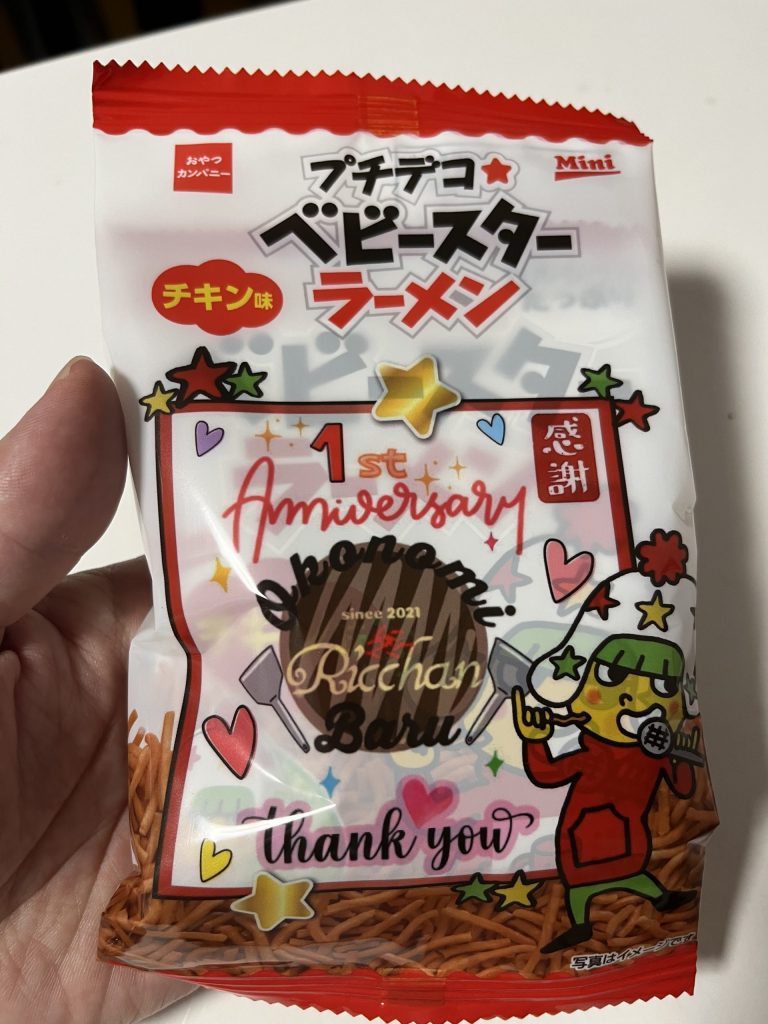 おやつ
カンパニー
プチデコ★
Mini
ベビースター
ラーメン
チキン味
1st
Anniversary
感謝
Okonomi
since 2021
Ricchan
Baru
thank you
写真はイメージです